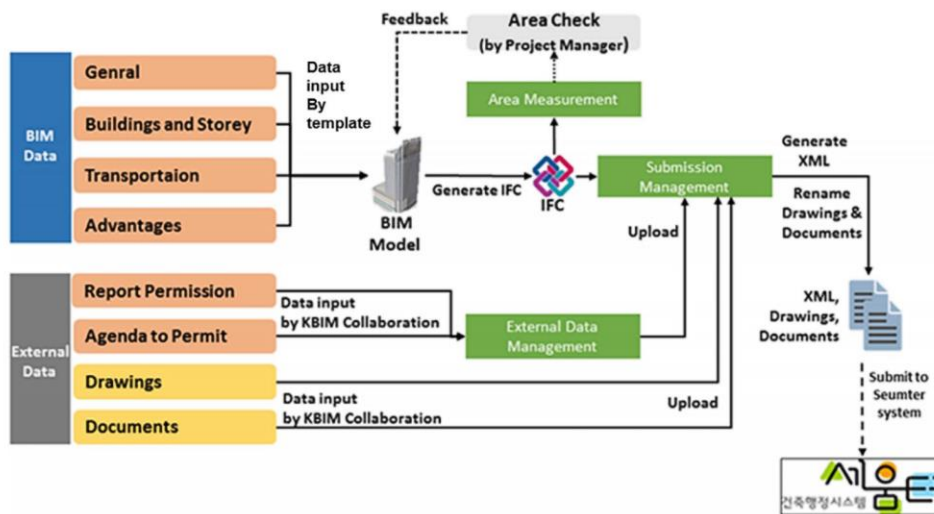 Feedback
Area Check
(by Project Manager)
Genral
Data
input
By
template
Area Measurement
Buildings and Storey
BIM
Data
Generate
XML
Submission
Management
Transportaion
Generate IFC
IFC
Rename
Drawings &
Documents
Advantages
BIM
Model
Upload
Report Permission
Data input
by KBIM Collaboration
XML,
Drawings,
Documents
External
Data
Agenda to Permit
External Data
Management
Drawings
Data input
by KBIM Collaboration
Upload
Submit to
Seumter
system
Documents
건축행정시스템